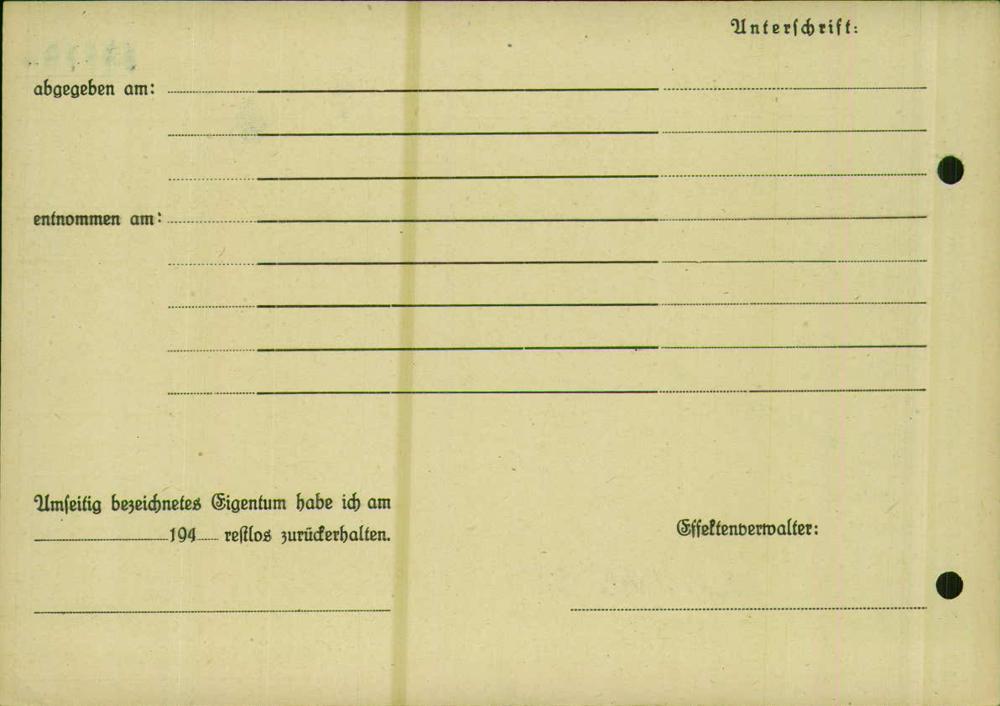 Unterschrift:
abgegeben am:
entnommen am:
Umseitig bezeichnetes Eigentum habe ich am
194 restlos zurückerhalten.
Effektenverwalter: